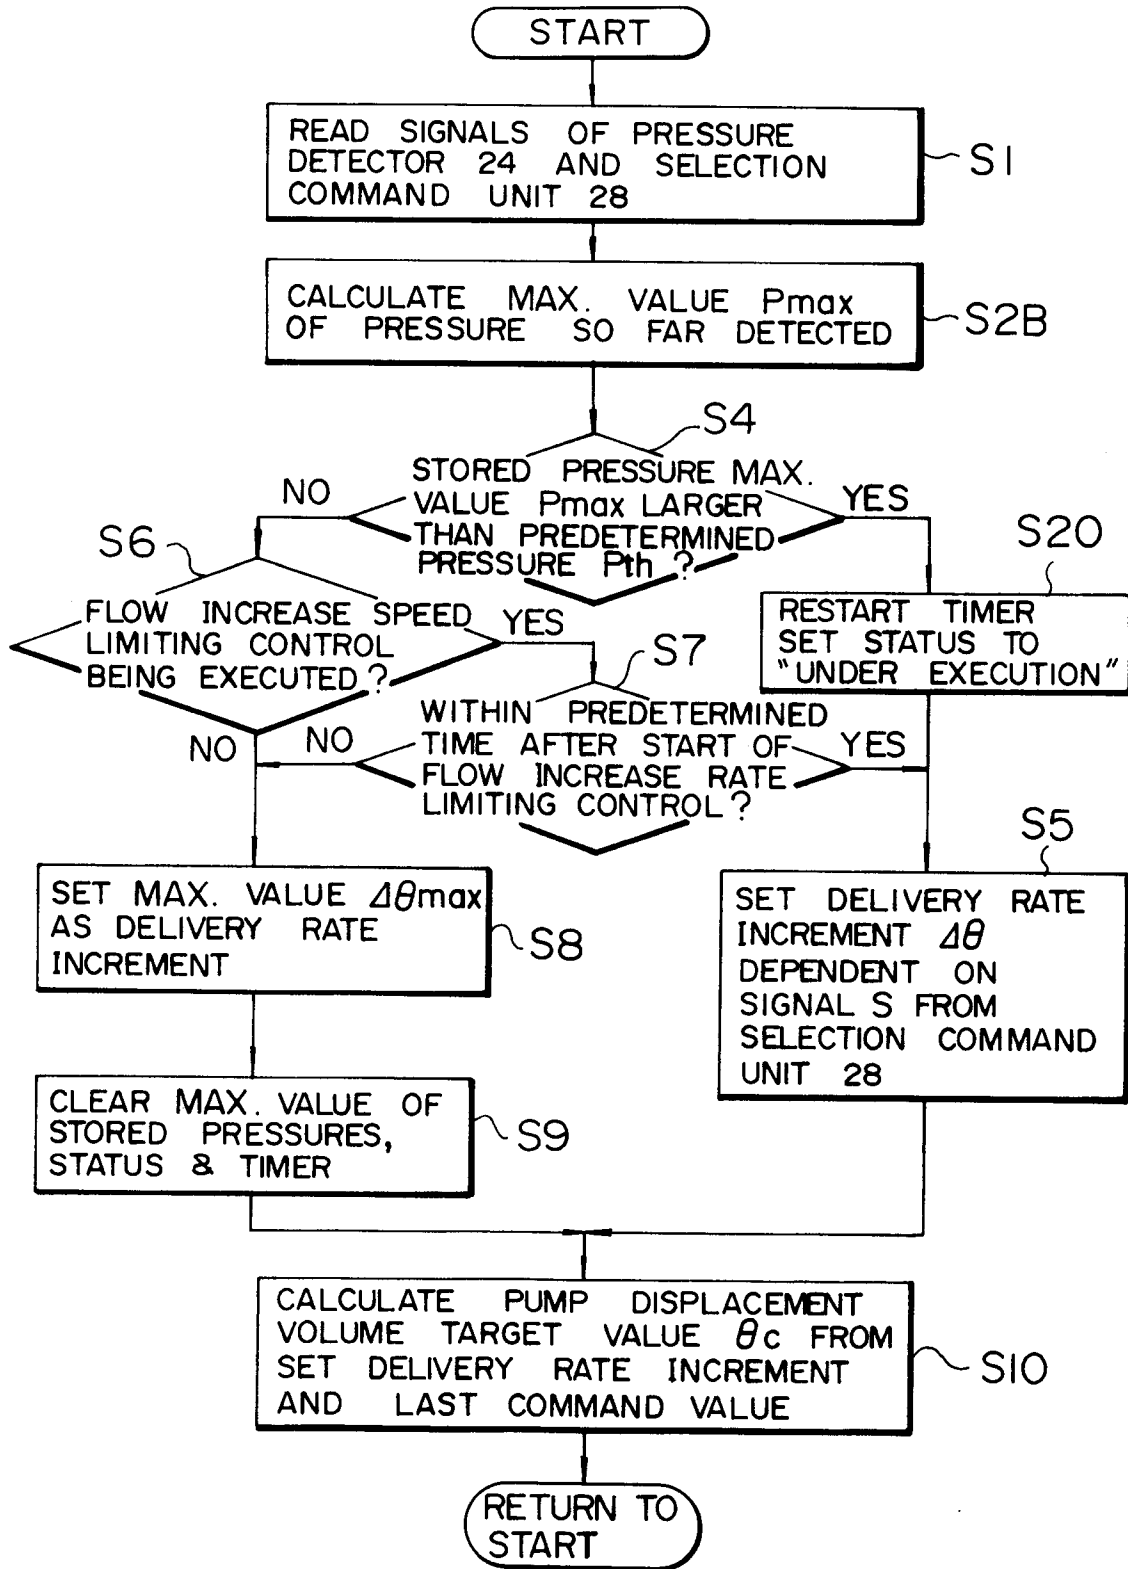 START
READ SIGNALS OF PRESSURE
DETECTOR 24 AND SELECTION
COMMAND UNIT 28
S1
CALCULATE MAX. VALUE Pmax
OF PRESSURE SO FAR DETECTED
S2B
S4
STORED PRESSURE MAX.
VALUE Pmax LARGER
THAN PREDETERMINED
PRESSURE Pth ?
NO
YES
S6
FLOW INCREASE SPEED
LIMITING CONTROL
BEING EXECUTED ?
YES
NO
S20
RESTART TIMER
SET STATUS TO
"UNDER EXECUTION"
S7
WITHIN PREDETERMINED
TIME AFTER START OF
FLOW INCREASE RATE
LIMITING CONTROL ?
NO
YES
SET MAX. VALUE Δθmax
AS DELIVERY RATE
INCREMENT
S8
S5
SET DELIVERY RATE
INCREMENT Δθ
DEPENDENT ON
SIGNAL S FROM
SELECTION COMMAND
UNIT 28
CLEAR MAX. VALUE OF
STORED PRESSURES,
STATUS & TIMER
S9
CALCULATE PUMP DISPLACEMENT
VOLUME TARGET VALUE θc FROM
SET DELIVERY RATE INCREMENT
AND LAST COMMAND VALUE
S10
RETURN TO
START